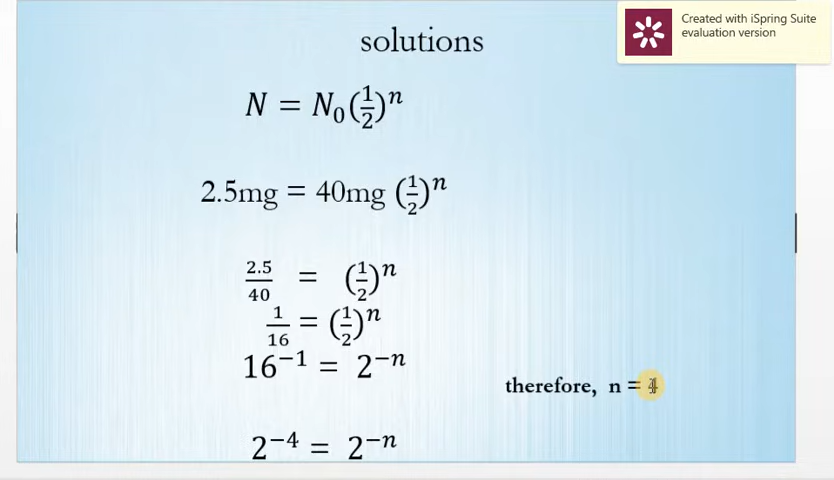 Created with iSpring Suite
evaluation version
solutions
N = N₀(1/2)ⁿ
2.5mg = 40mg (1/2)ⁿ
2.5/40 = (1/2)ⁿ
1/16 = (1/2)ⁿ
16⁻¹ = 2⁻ⁿ
therefore, n = 4
2⁻⁴ = 2⁻ⁿ